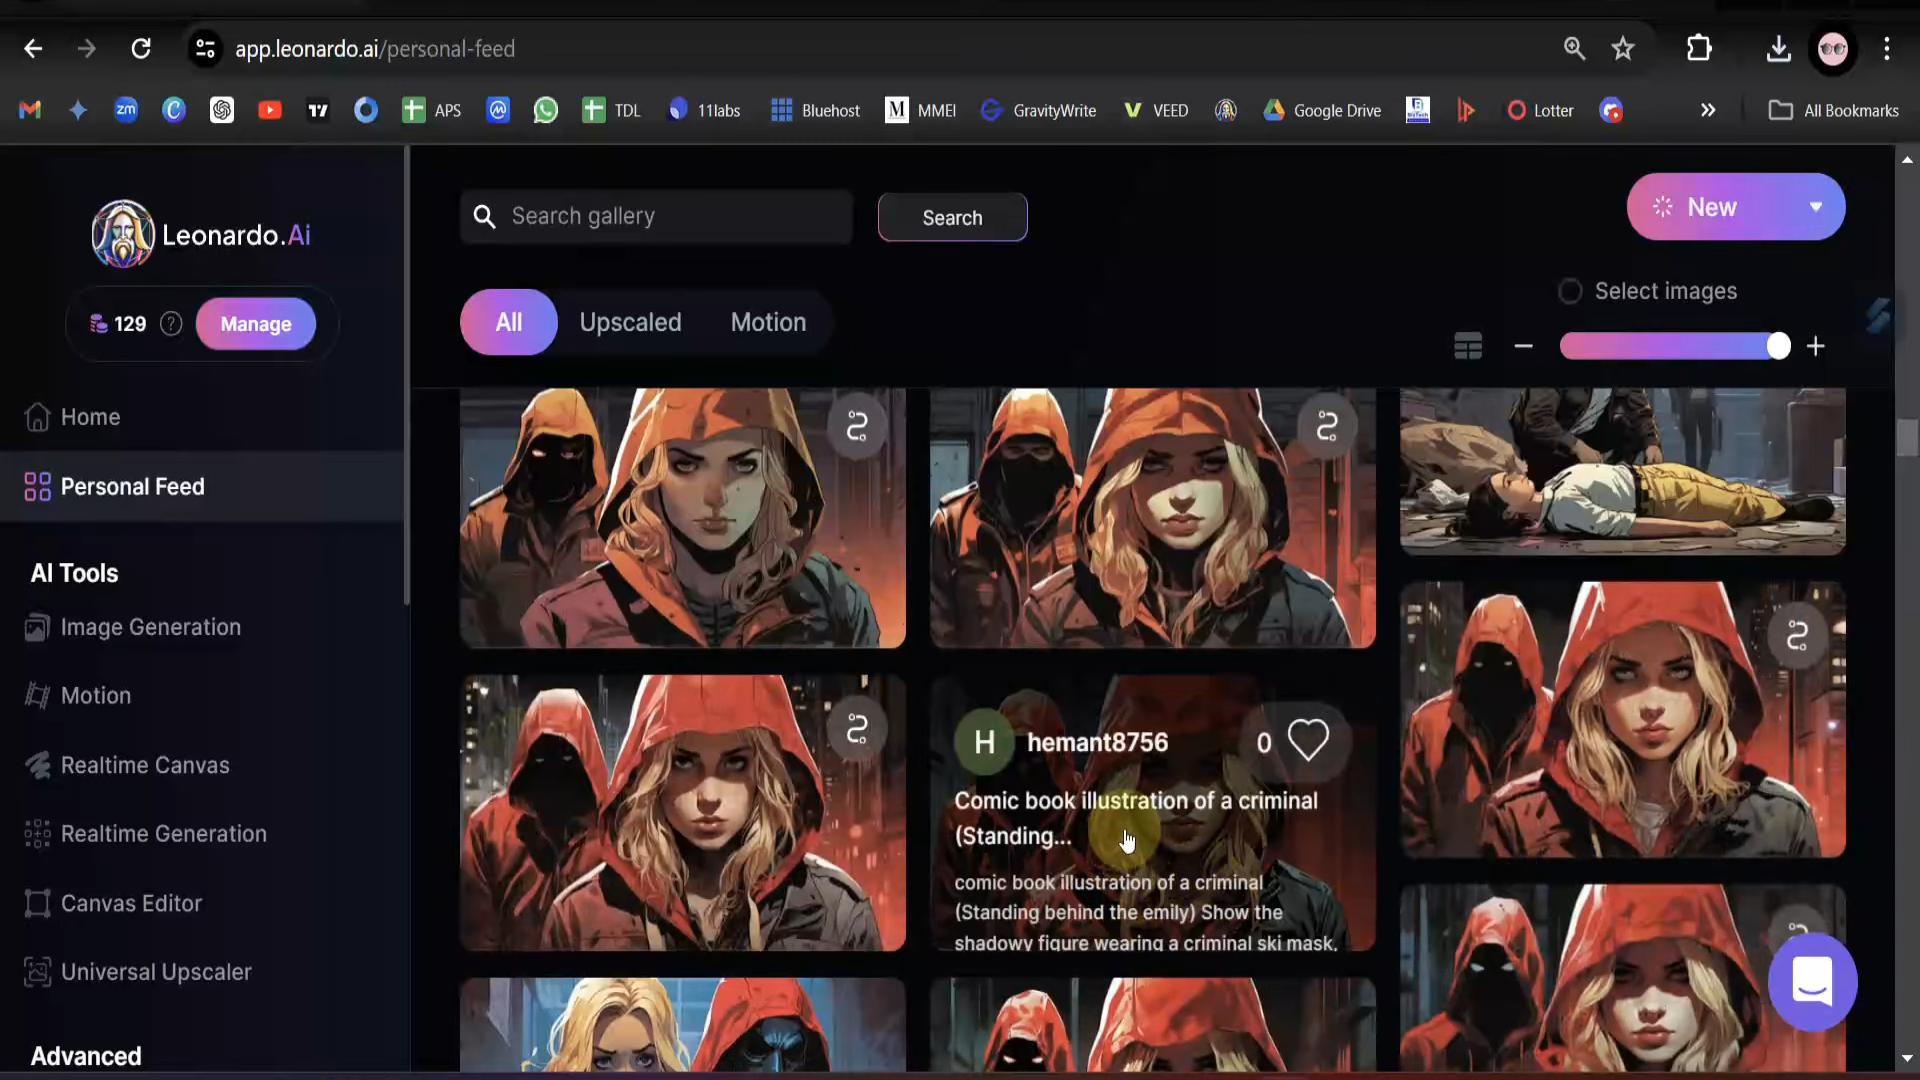 app.leonardo.ai/personal-feed
zm
APS
TDL
11labs
Bluehost
M
MMEI
GravityWrite
VEED
Google Drive
Lotter
All Bookmarks
Leonardo.Ai
129
Manage
Home
Personal Feed
AI Tools
Image Generation
Motion
Realtime Canvas
Realtime Generation
Canvas Editor
Universal Upscaler
Advanced
Search gallery
Search
New
All
Upscaled
Motion
Select images
H
hemant8756
0
Comic book illustration of a criminal
(Standing...
comic book illustration of a criminal
(Standing behind the emily) Show the
shadowy figure wearing a criminal ski mask,